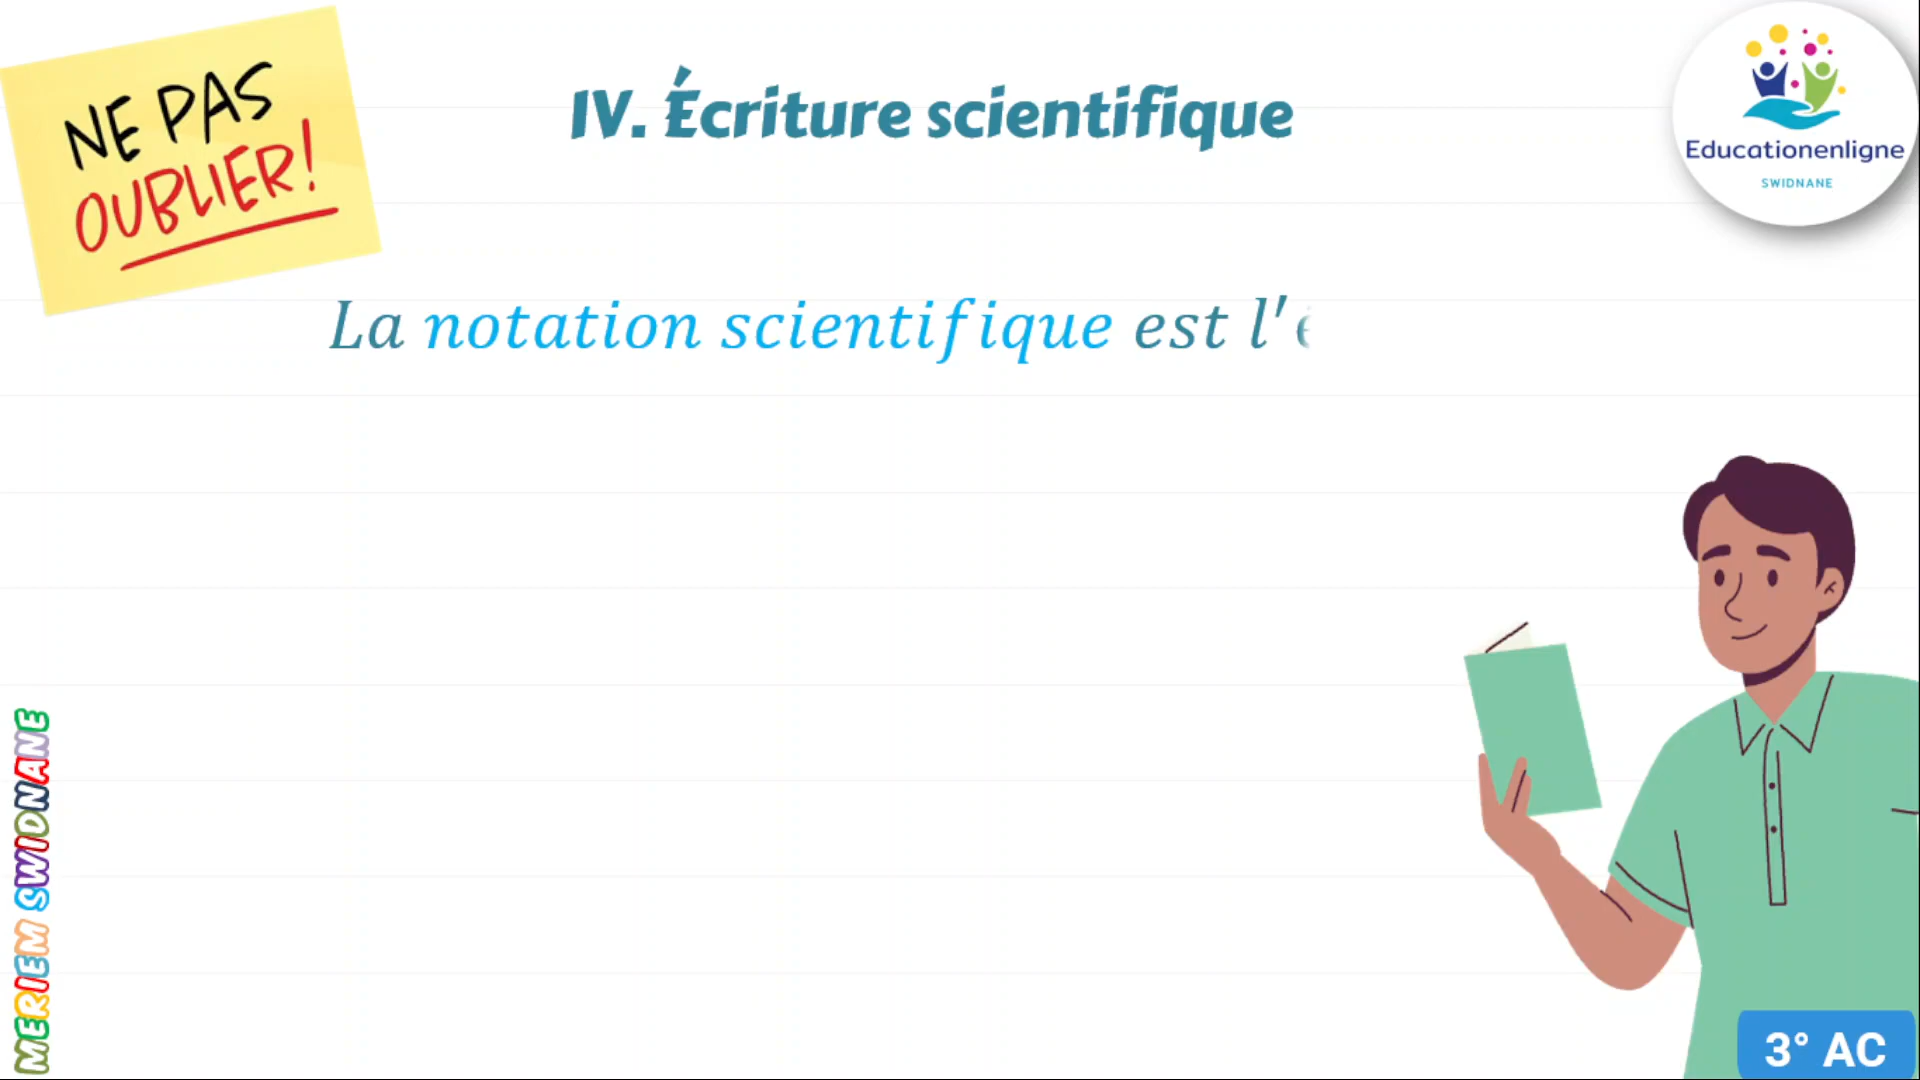 NE PAS
OUBLIER!
IV. Écriture scientifique
Educationenligne
SWIDNANE
La notation scientifique est l'
MERIEM SWIDNANE
3° AC